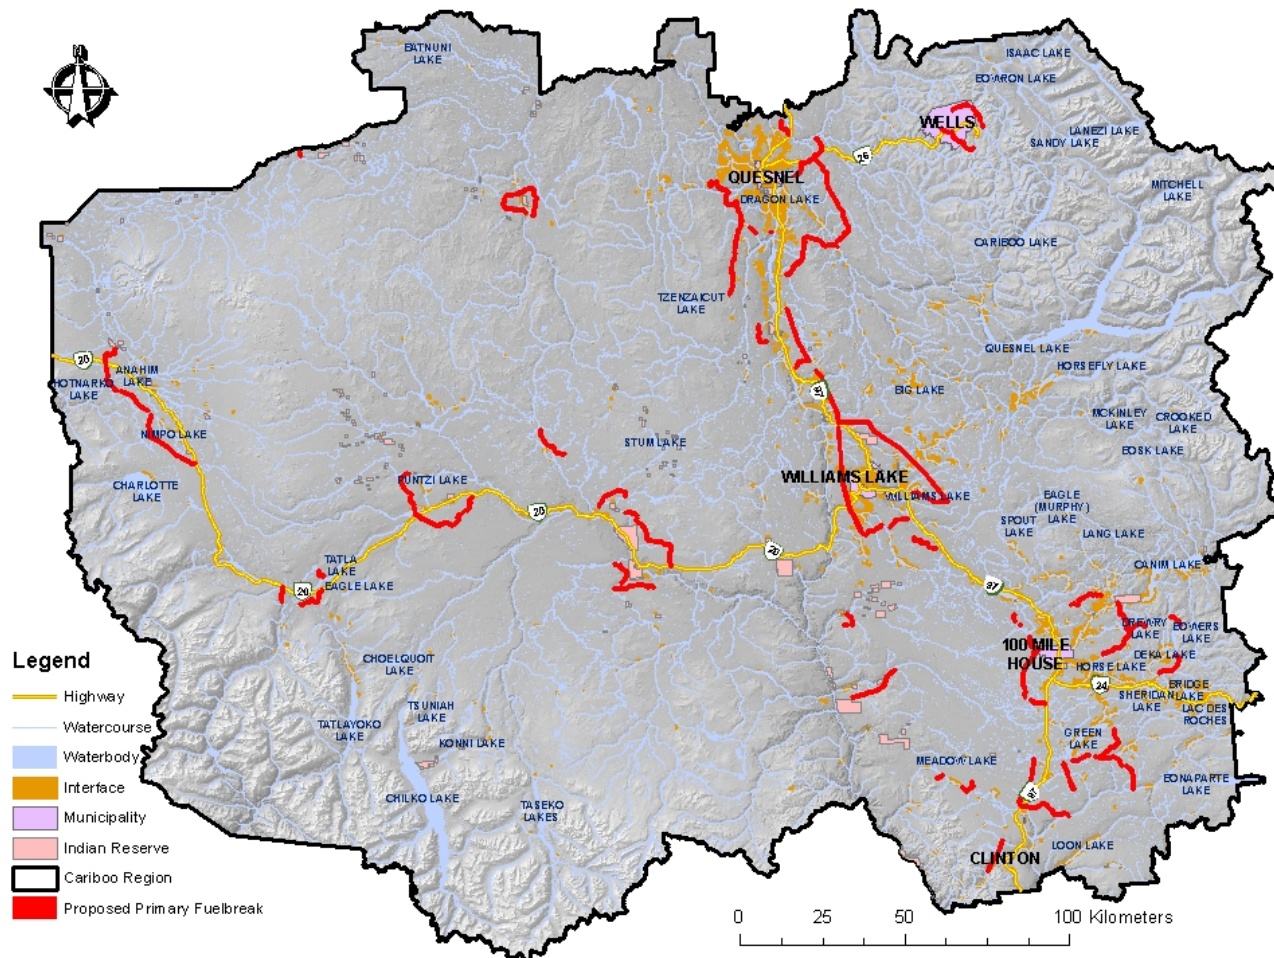 N
BATNUNI
LAKE
ISAAC LAKE
BOWRON LAKE
WELLS
LANEZI LAKE
SANDY LAKE
26
QUESNEL
DRAGON LAKE
MITCHELL
LAKE
CARIBOO LAKE
TZENZAICUT
LAKE
QUESNEL LAKE
HORSEFLY LAKE
20
ANAHIM
LAKE
HOTNARKO
LAKE
97
BIG LAKE
MCKINLEY
LAKE
CROOKED
LAKE
NIMPO LAKE
STUM LAKE
BOSK LAKE
CHARLOTTE
LAKE
PUNTZI LAKE
WILLIAMS LAKE
WILLIAMS LAKE
EAGLE
(MURPHY)
LAKE
SPOUT
LAKE
LANG LAKE
20
20
TATLA
LAKE
EAGLE LAKE
20
CANIM LAKE
97
DREWRY
LAKE
BOWERS
LAKE
100 MILE
HOUSE
DEKA LAKE
HORSE LAKE
24
BRIDGE
LAKE
SHERIDAN
LAKE
LAC DES
ROCHES
CHOELQUOIT
LAKE
TSUNIAH
LAKE
TATLAYOKO
LAKE
KONNI LAKE
GREEN
LAKE
MEADOW LAKE
BONAPARTE
LAKE
CHILKO LAKE
TASEKO
LAKES
97
CLINTON
LOON LAKE
Legend
Highway
Watercourse
Waterbody
Interface
Municipality
Indian Reserve
Cariboo Region
Proposed Primary Fuelbreak
0 25 50 100 Kilometers